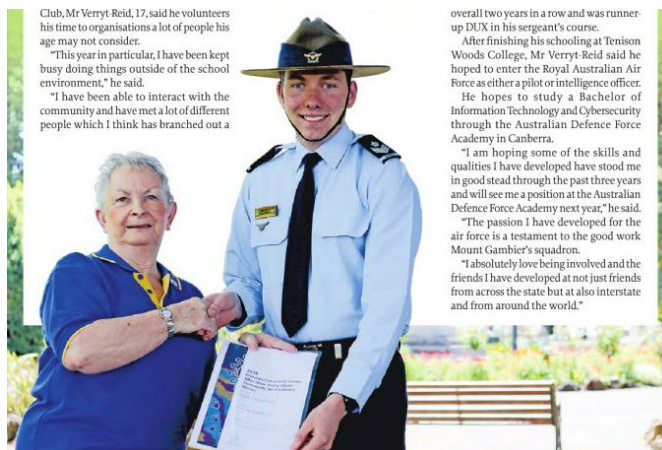 Club, Mr Verryt-Reid, 17, said he volunteers
his time to organisations a lot of people his
age may not consider.
"This year in particular, I have been kept
busy doing things outside of the school
environment," he said.
"I have been able to interact with the
community and have met a lot of different
people which I think has branched out a
overall two years in a row and was runner-
up DUX in his sergeant's course.
After finishing his schooling at Tenison
Woods College, Mr Verryt-Reid said he
hoped to enter the Royal Australian Air
Force as either a pilot or intelligence officer.
He hopes to study a Bachelor of
Information Technology and Cybersecurity
through the Australian Defence Force
Academy in Canberra.
"I am hoping some of the skills and
qualities I have developed have stood me
in good stead through the past three years
and will see me a position at the Australian
Defence Force Academy next year," he said.
"The passion I have developed for the
air force is a testament to the good work
Mount Gambier's squadron.
"I absolutely love being involved and the
friends I have developed at not just friends
from across the state but at also interstate
and from around the world."